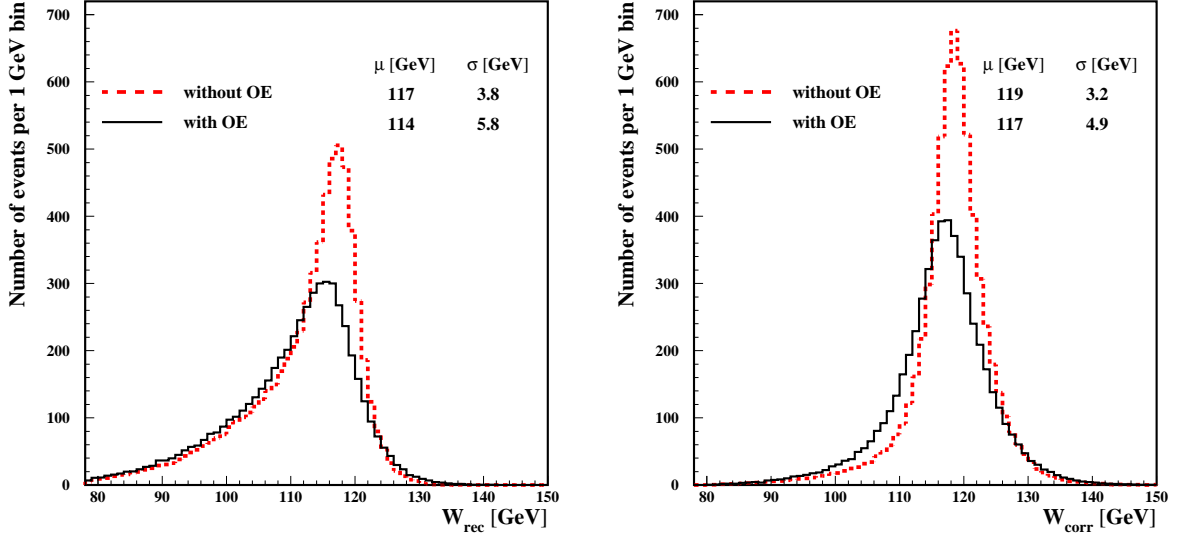 Number of events per 1 GeV bin
700
600
500
400
300
200
100
0
μ [GeV] σ [GeV]
without OE 117 3.8
with OE 114 5.8
80 90 100 110 120 130 140 150
W_rec [GeV]
Number of events per 1 GeV bin
700
600
500
400
300
200
100
0
μ [GeV] σ [GeV]
without OE 119 3.2
with OE 117 4.9
80 90 100 110 120 130 140 150
W_corr [GeV]